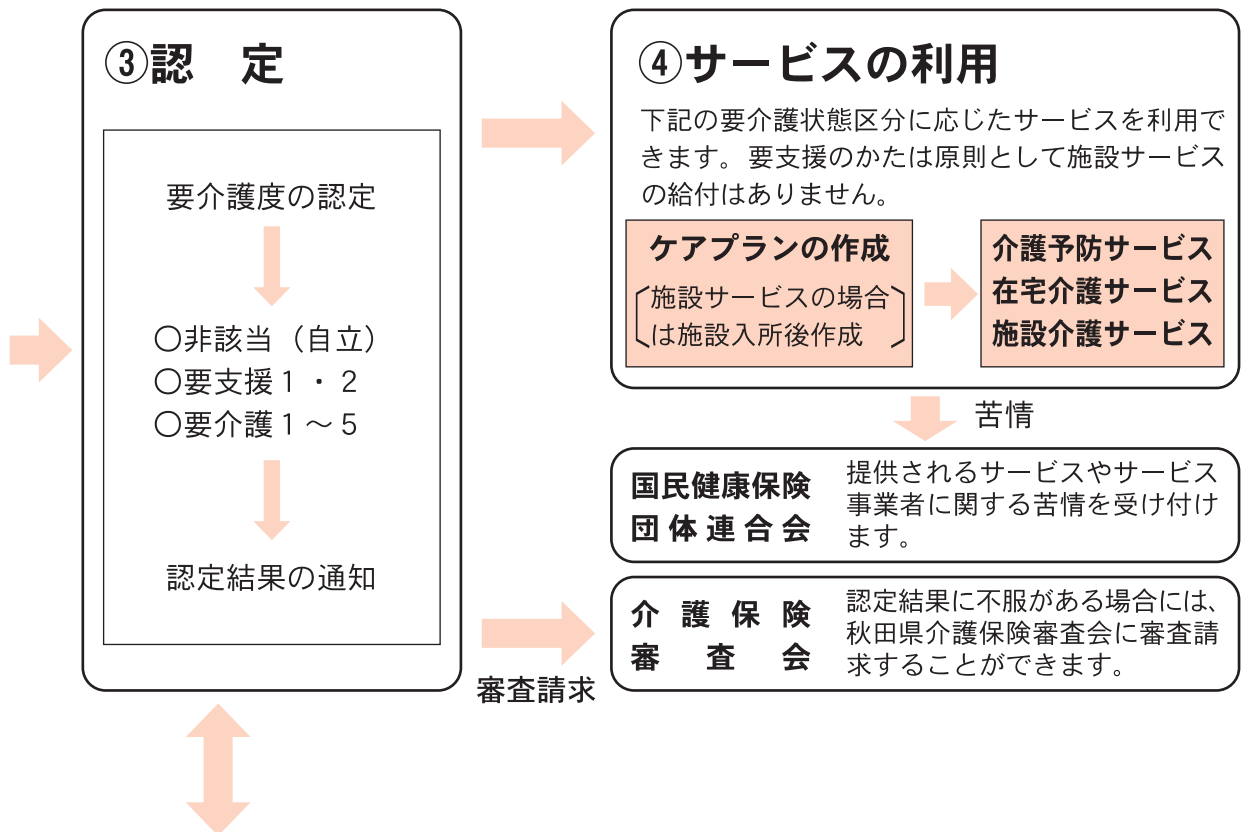 ③認　定
要介護度の認定
○非該当（自立）
○要支援１・２
○要介護１～５
認定結果の通知
④サービスの利用
下記の要介護状態区分に応じたサービスを利用で
きます。要支援のかたは原則として施設サービス
の給付はありません。
ケアプランの作成
〔施設サービスの場合
は施設入所後作成〕
介護予防サービス
在宅介護サービス
施設介護サービス
苦情
国民健康保険
団体連合会
提供されるサービスやサービス
事業者に関する苦情を受け付け
ます。
審査請求
介護保険
審査会
認定結果に不服がある場合には、
秋田県介護保険審査会に審査請
求することができます。